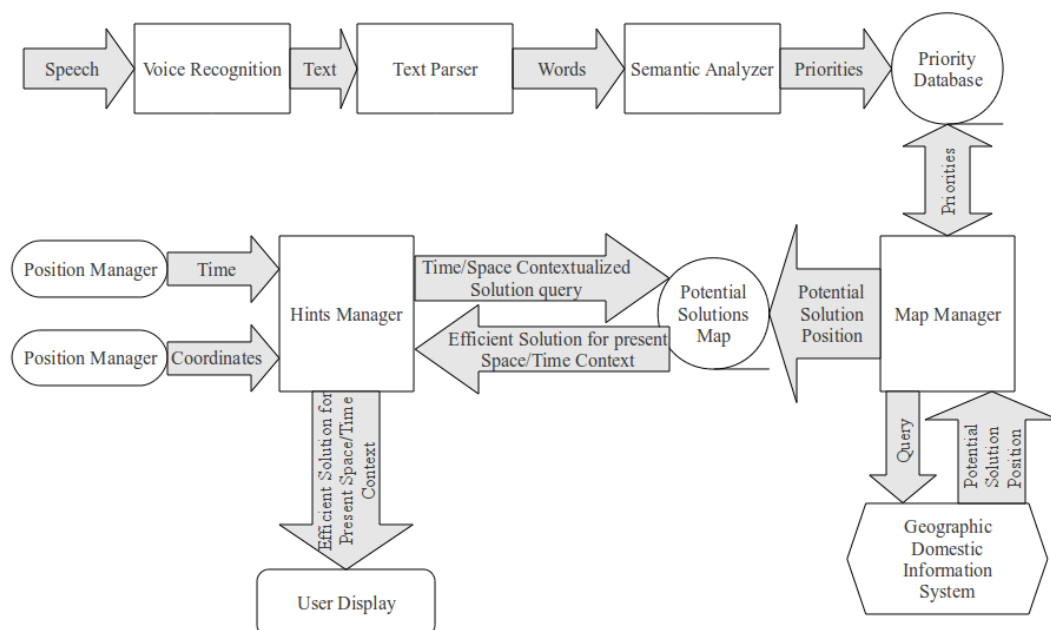 Speech
Voice Recognition
Text
Text Parser
Words
Semantic Analyzer
Priorities
Priority
Database
Priorities
Position Manager
Time
Hints Manager
Time/Space Contextualized
Solution query
Potential
Solutions
Map
Potential
Solution
Position
Map Manager
Position Manager
Coordinates
Efficient Solution for present
Space/Time Context
Efficient Solution for
Present Space/Time
Context
Query
Potential
Solution
Position
Geographic
Domestic
Information
System
User Display